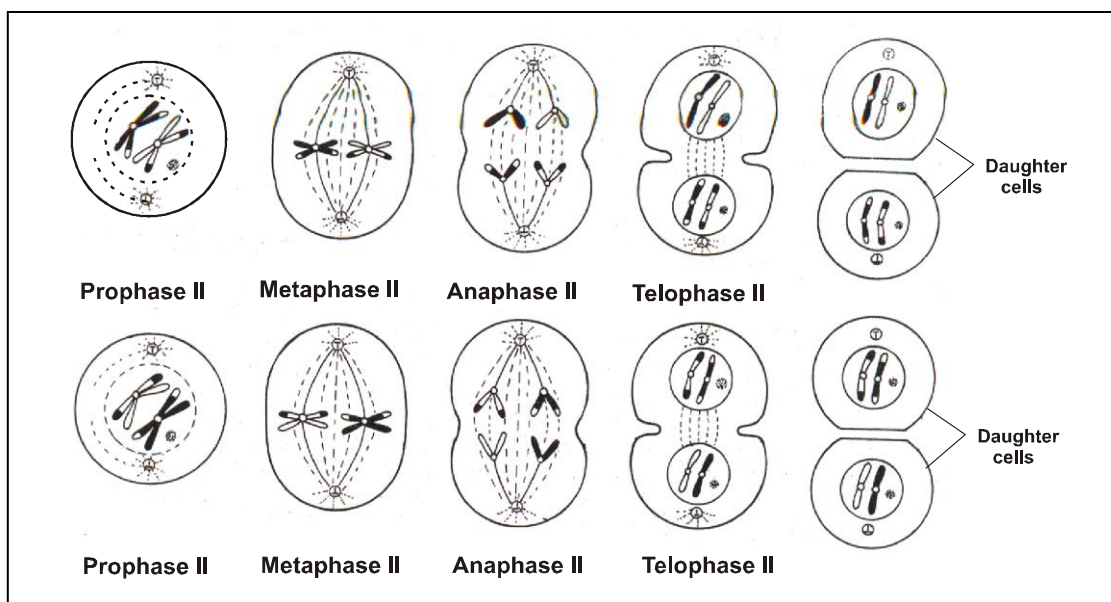 Daughter
cells
Prophase II
Metaphase II
Anaphase II
Telophase II
Daughter
cells
Prophase II
Metaphase II
Anaphase II
Telophase II